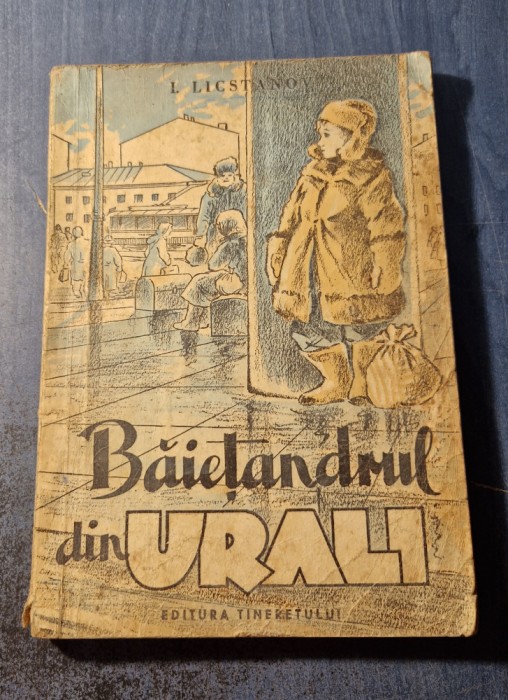 I. LICSTANOV
Băiețandrul
din URALI
EDITURA TINERETULUI